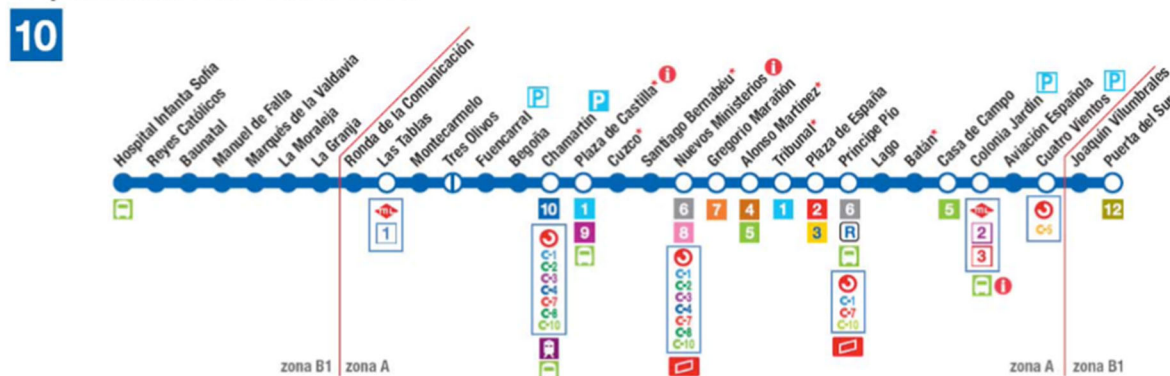 10
Hospital Infanta Sofía
Reyes Católicos
Baunatal
Manuel de Falla
Marqués de la Valdavia
La Moraleja
La Granja
Ronda de la Comunicación
Las Tablas
Montecarmelo
Tres Olivos
Fuencarral
P
Begoña
Chamartín
P
Plaza de Castilla*
i
Cuzco*
Santiago Bernabéu*
Nuevos Ministerios
i
Gregorio Marañón
Alonso Martínez*
Tribunal*
Plaza de España
Príncipe Pío
Lago
Batán*
Casa de Campo
Colonia Jardín
P
Aviación Española
Cuatro Vientos
P
Joaquín Vilumbrales
Puerta del Su
ML
1
10
C-1
C-2
C-3
C-4
C-7
C-8
C-10
1
9
6
8
C-1
C-2
C-3
C-4
C-7
C-8
C-10
7
4
5
1
2
3
6
R
C-1
C-7
C-10
5
ML
2
3
i
C-5
12
zona B1
zona A
zona A
zona B1